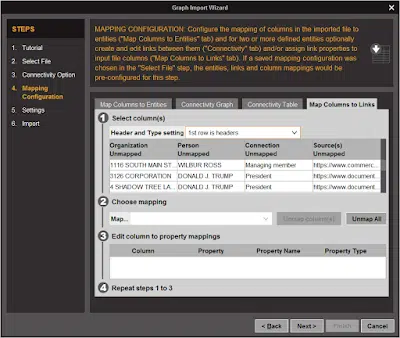 Graph Import Wizard
STEPS
1. Tutorial
2. Select File
3. Connectivity Option
4. Mapping
Configuration
5. Settings
6. Import
MAPPING CONFIGURATION: Configure the mapping of columns in the imported file to
entities ("Map Columns to Entities" tab) and for two or more defined entities optionaly
create and edit links between them ("Connectivity" tab) and/or assign link properties to
input file columns ("Map Columns to Links" tab). If a saved mapping configuration was
chosen in the "Select File" step, the entities, links and column mappings would be
pre-configured for this step.
Map Columns to Entities Connectivity Graph Connectivity Table Map Columns to Links
1 Select column(s)
Header and Type setting 1st row is headers
Organization Person Connection Source(s)
Unmapped Unmapped Unmapped Unmapped
1116 SOUTH MAIN ST... WILBUR ROSS Managing member https://www.commerc...
3126 CORPORATION DONALD J. TRUMP President https://www.document...
4 SHADOW TREE LA... DONALD J. TRUMP President https://www.document...
2 Choose mapping
Map... Unmap column(s) Unmap All
3 Edit column to property mappings
Column Property Property Name Property Type
4 Repeat steps 1 to 3
< Back Next > Finish Cancel